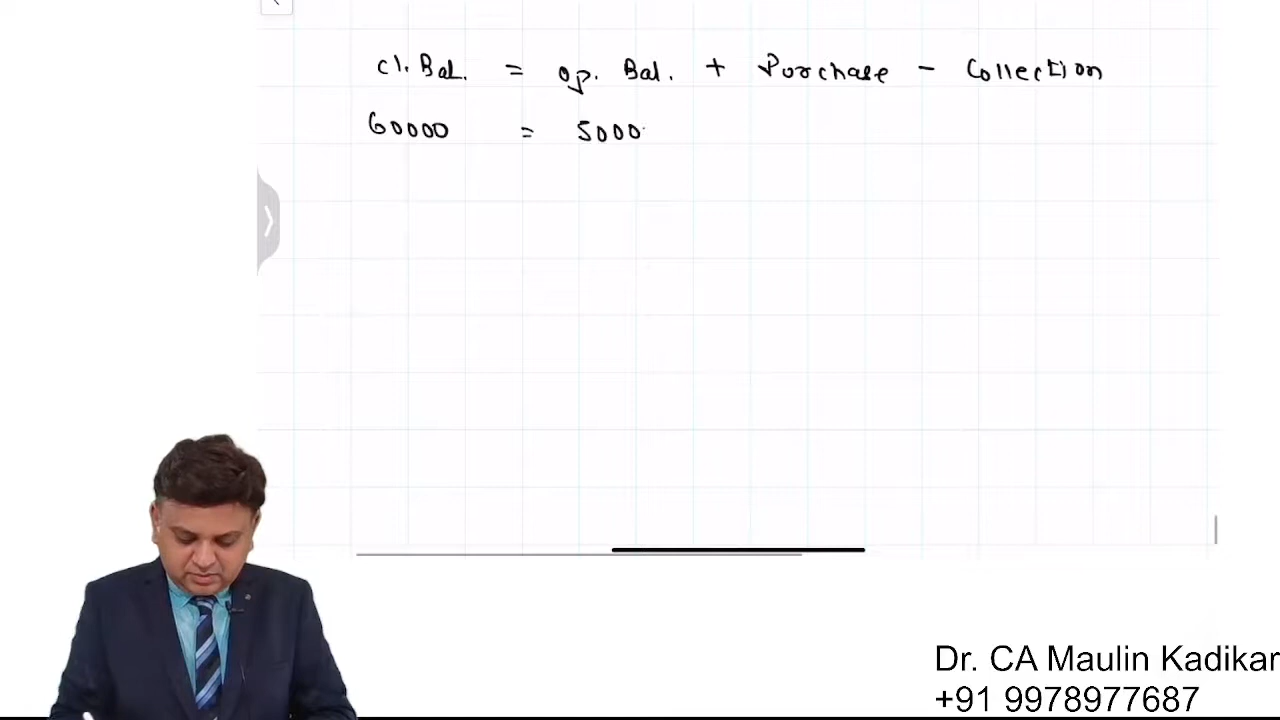 cl. Bal. = op. Bal. + Purchase - Collection
60000 = 5000
Dr. CA Maulin Kadikar
+91 9978977687